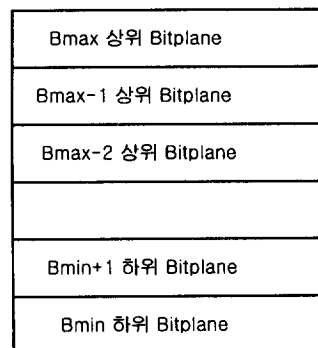 Bmax 상위 Bitplane
Bmax-1 상위 Bitplane
Bmax-2 상위 Bitplane
Bmin+1 하위 Bitplane
Bmin 하위 Bitplane